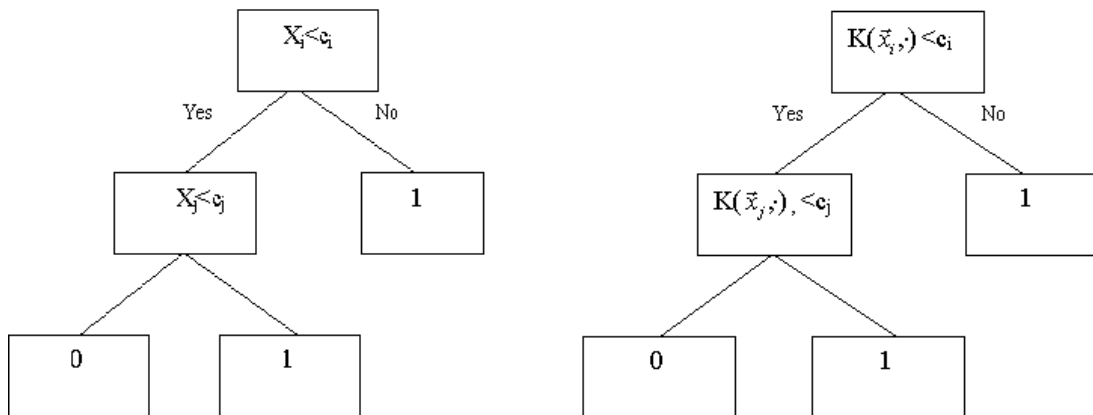 Xᵢ<cᵢ
Yes
No
Xⱼ<cⱼ
1
0
1
K(x⃗ᵢ,·) <cᵢ
Yes
No
K(x⃗ⱼ,·) , <cⱼ
1
0
1